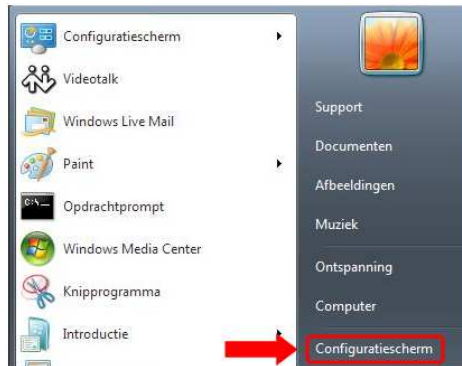 Configuratiescherm
Videotalk
Windows Live Mail
Paint
Opdrachtprompt
Windows Media Center
Knipprogramma
Introductie
Support
Documenten
Afbeeldingen
Muziek
Ontspanning
Computer
Configuratiescherm